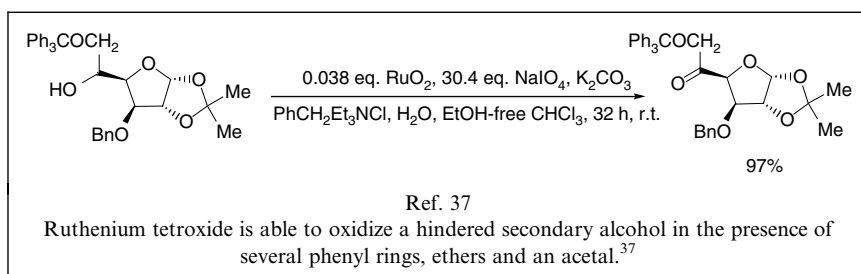 Ph3COCH2
HO
O
O
O
BnO
Me
Me
0.038 eq. RuO2, 30.4 eq. NaIO4, K2CO3
PhCH2Et3NCl, H2O, EtOH-free CHCl3, 32 h, r.t.
Ph3COCH2
O
O
O
O
BnO
Me
Me
97%
Ref. 37
Ruthenium tetroxide is able to oxidize a hindered secondary alcohol in the presence of
several phenyl rings, ethers and an acetal.37